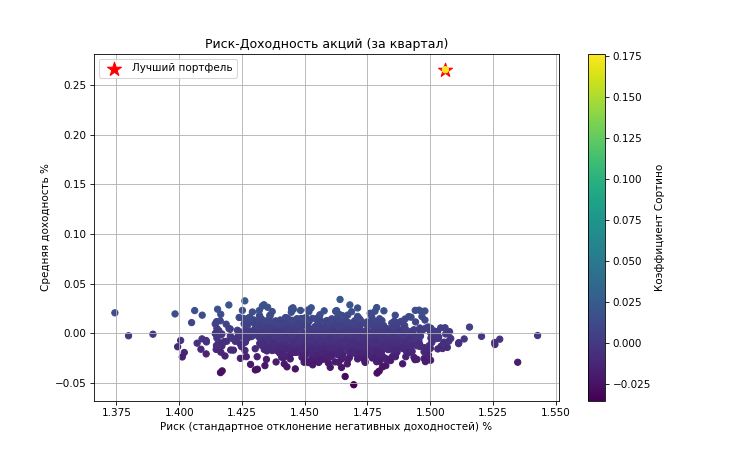 Риск-Доходность акций (за квартал)
Лучший портфель
Средняя доходность %
0.25
0.20
0.15
0.10
0.05
0.00
−0.05
1.375 1.400 1.425 1.450 1.475 1.500 1.525 1.550
Риск (стандартное отклонение негативных доходностей) %
0.175
0.150
0.125
0.100
0.075
0.050
0.025
0.000
−0.025
Коэффициент Сортино